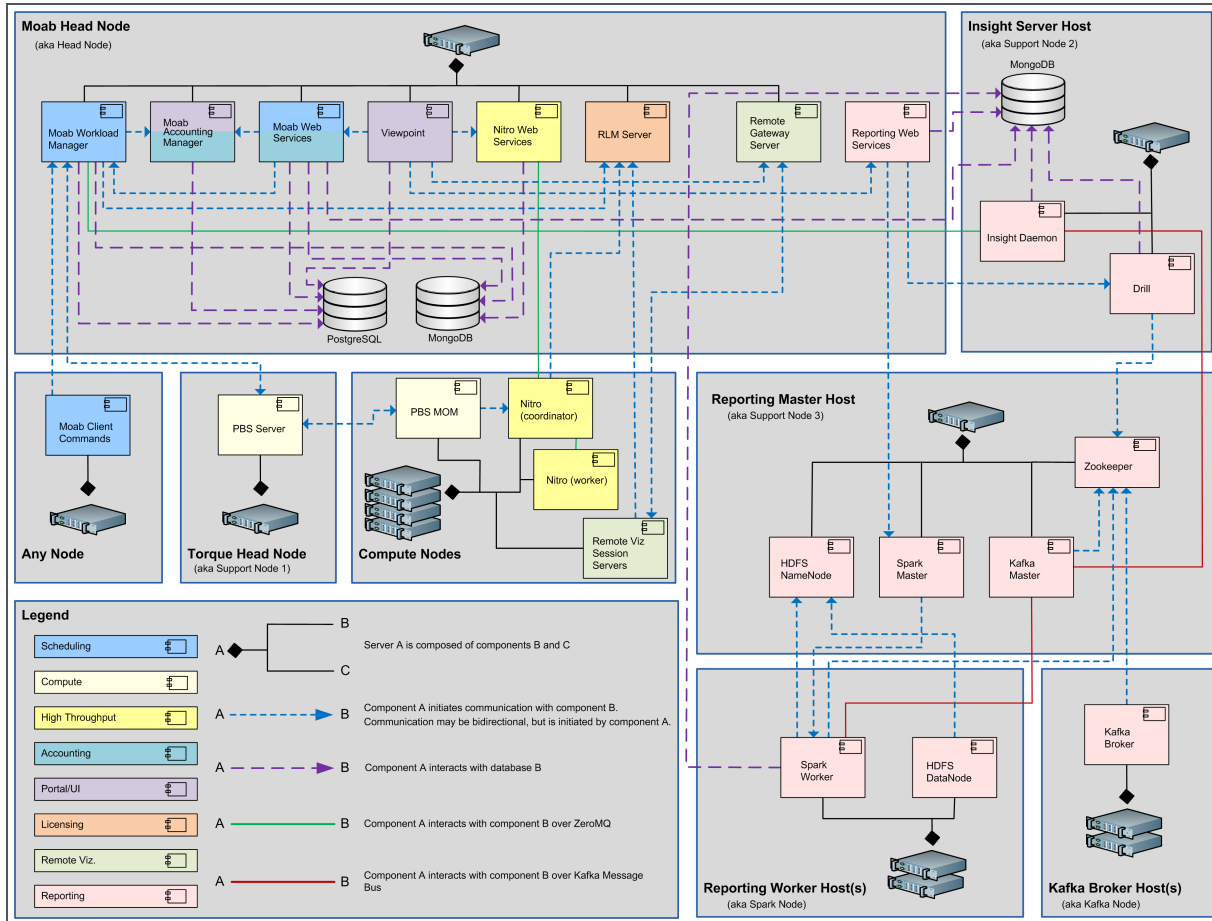 Moab Head Node
(aka Head Node)
Moab Workload
Manager
Moab
Accounting
Manager
Moab Web
Services
Viewpoint
Nitro Web
Services
RLM Server
Remote
Gateway
Server
Reporting Web
Services
PostgreSQL
MongoDB
Insight Server Host
(aka Support Node 2)
MongoDB
Insight Daemon
Drill
Moab Client
Commands
Any Node
PBS Server
Torque Head Node
(aka Support Node 1)
PBS MOM
Nitro
(coordinator)
Nitro (worker)
Remote Viz
Session
Servers
Compute Nodes
Reporting Master Host
(aka Support Node 3)
Zookeeper
HDFS
NameNode
Spark
Master
Kafka
Master
Legend
Scheduling
Compute
High Throughput
Accounting
Portal/UI
Licensing
Remote Viz.
Reporting
A
B
C
Server A is composed of components B and C
A
B
Component A initiates communication with component B.
Communication may be bidirectional, but is initiated by component A.
A
B
Component A interacts with database B
A
B
Component A interacts with component B over ZeroMQ
A
B
Component A interacts with component B over Kafka Message
Bus
Spark
Worker
HDFS
DataNode
Reporting Worker Host(s)
(aka Spark Node)
Kafka
Broker
Kafka Broker Host(s)
(aka Kafka Node)